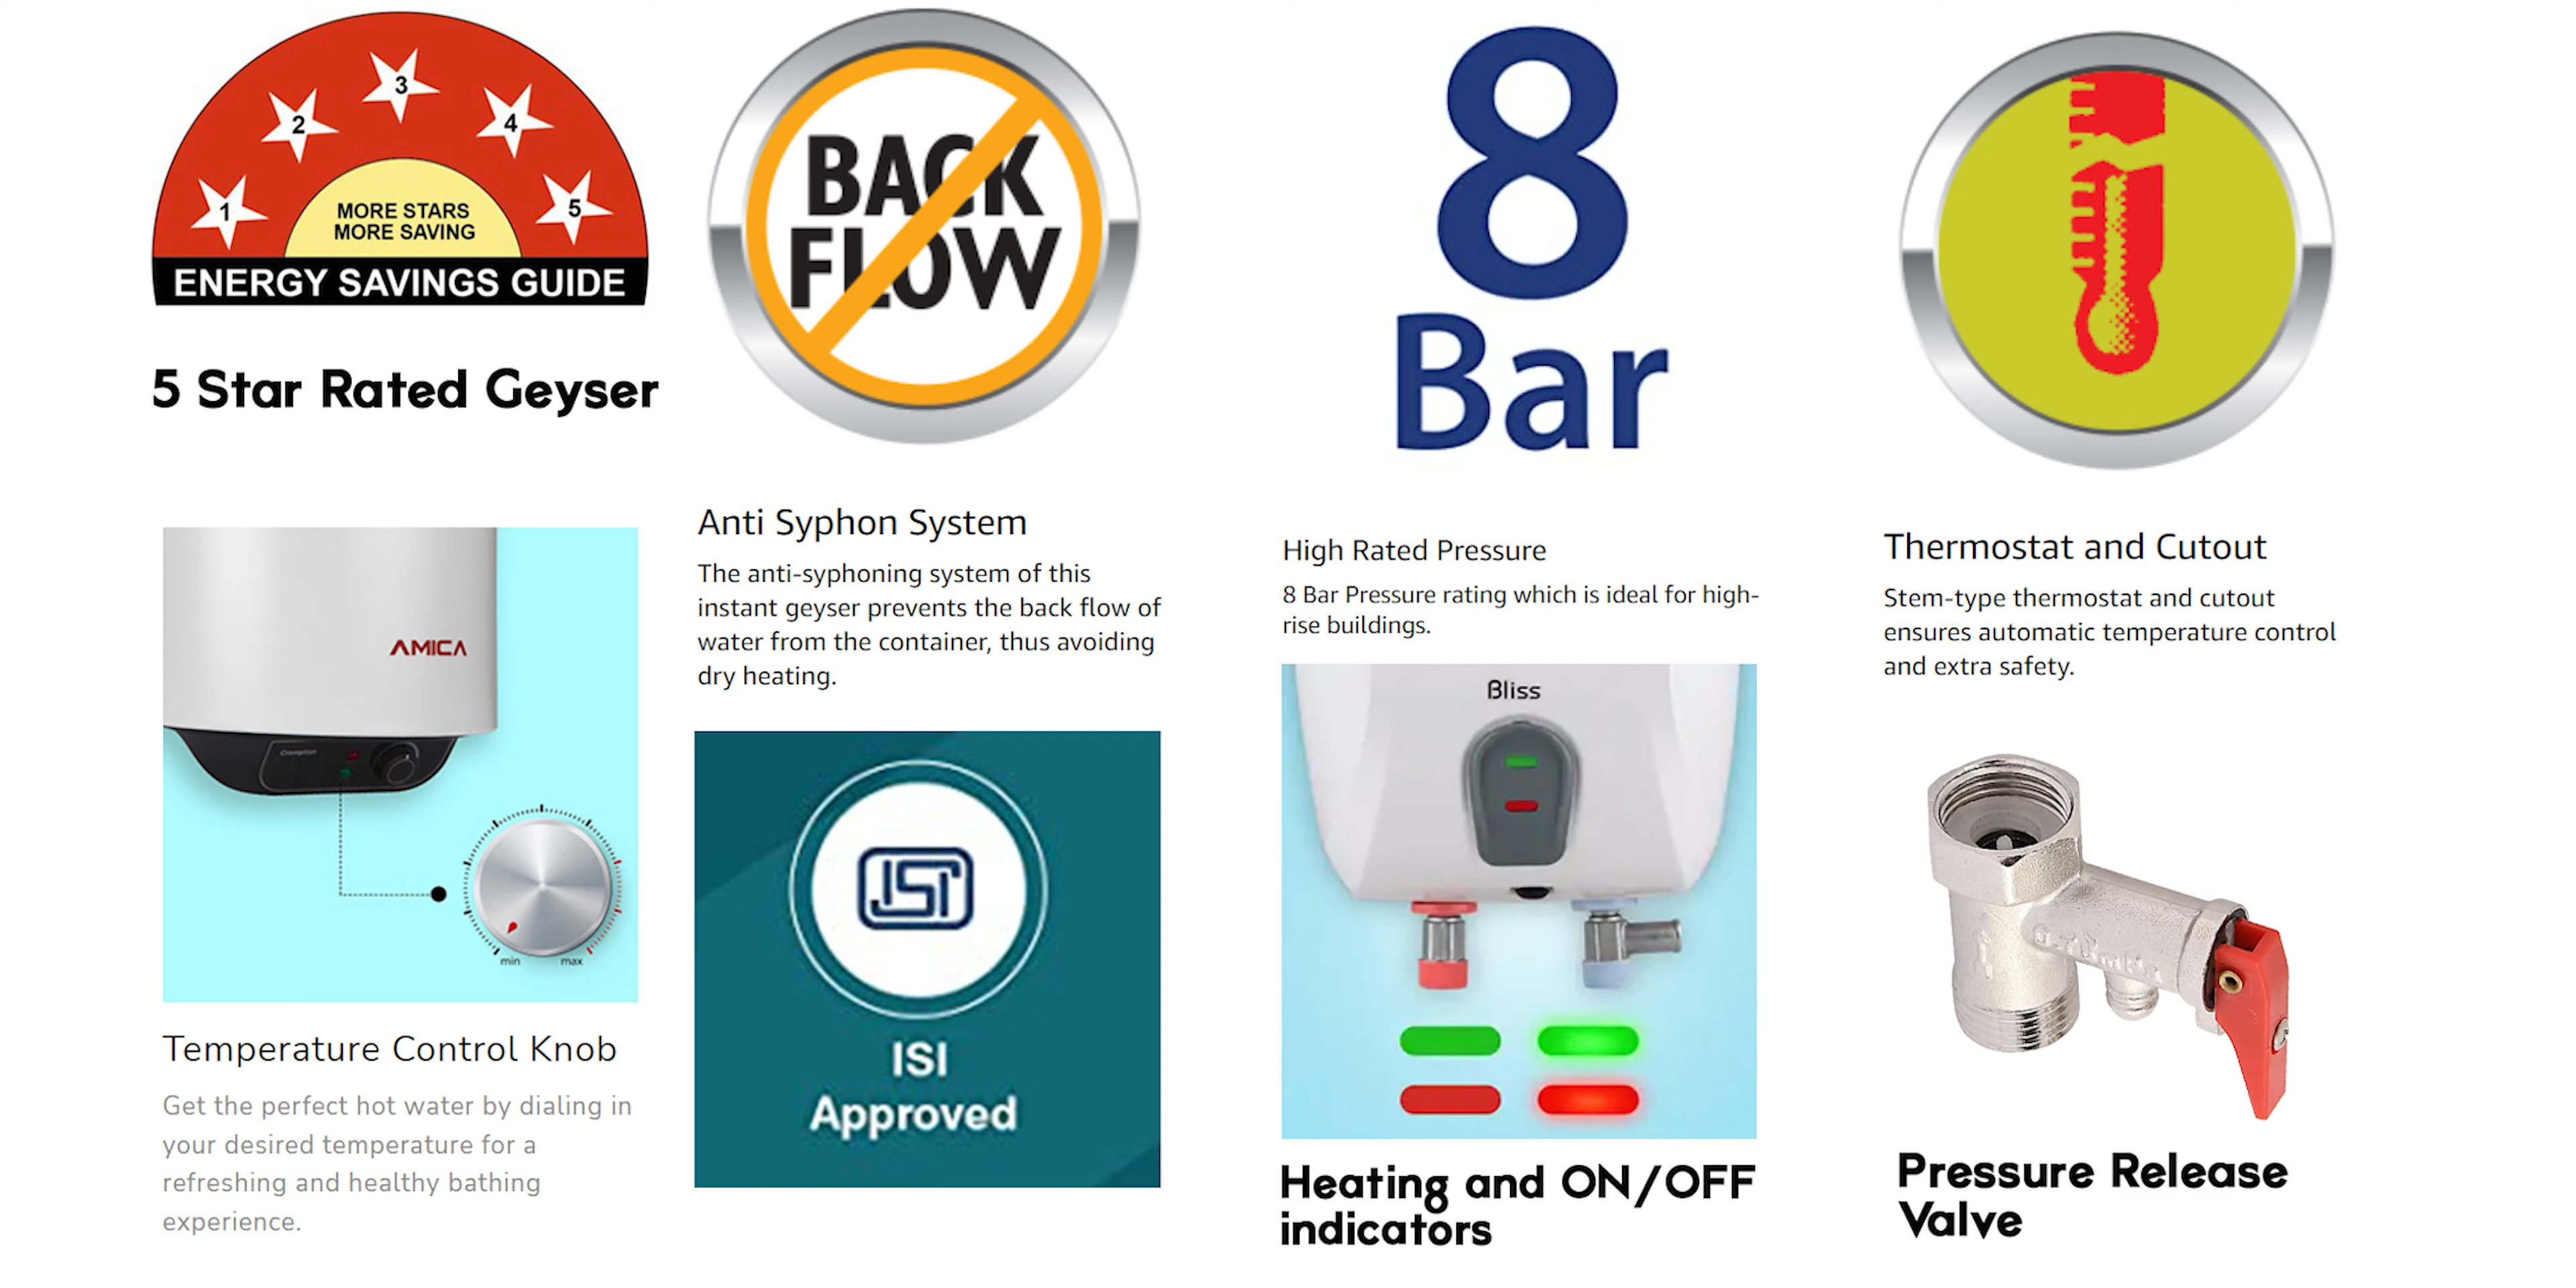 1
2
3
4
5
MORE STARS
MORE SAVING
ENERGY SAVINGS GUIDE
5 Star Rated Geyser
BACK
FLOW
8
Bar
Anti Syphon System
The anti-syphoning system of this
instant geyser prevents the back flow of
water from the container, thus avoiding
dry heating.
High Rated Pressure
8 Bar Pressure rating which is ideal for high-
rise buildings.
Thermostat and Cutout
Stem-type thermostat and cutout
ensures automatic temperature control
and extra safety.
AMICA
Crompton
min
max
Temperature Control Knob
Get the perfect hot water by dialing in
your desired temperature for a
refreshing and healthy bathing
experience.
ISI
ISI
Approved
Bliss
Heating and ON/OFF
indicators
Pressure Release
Valve